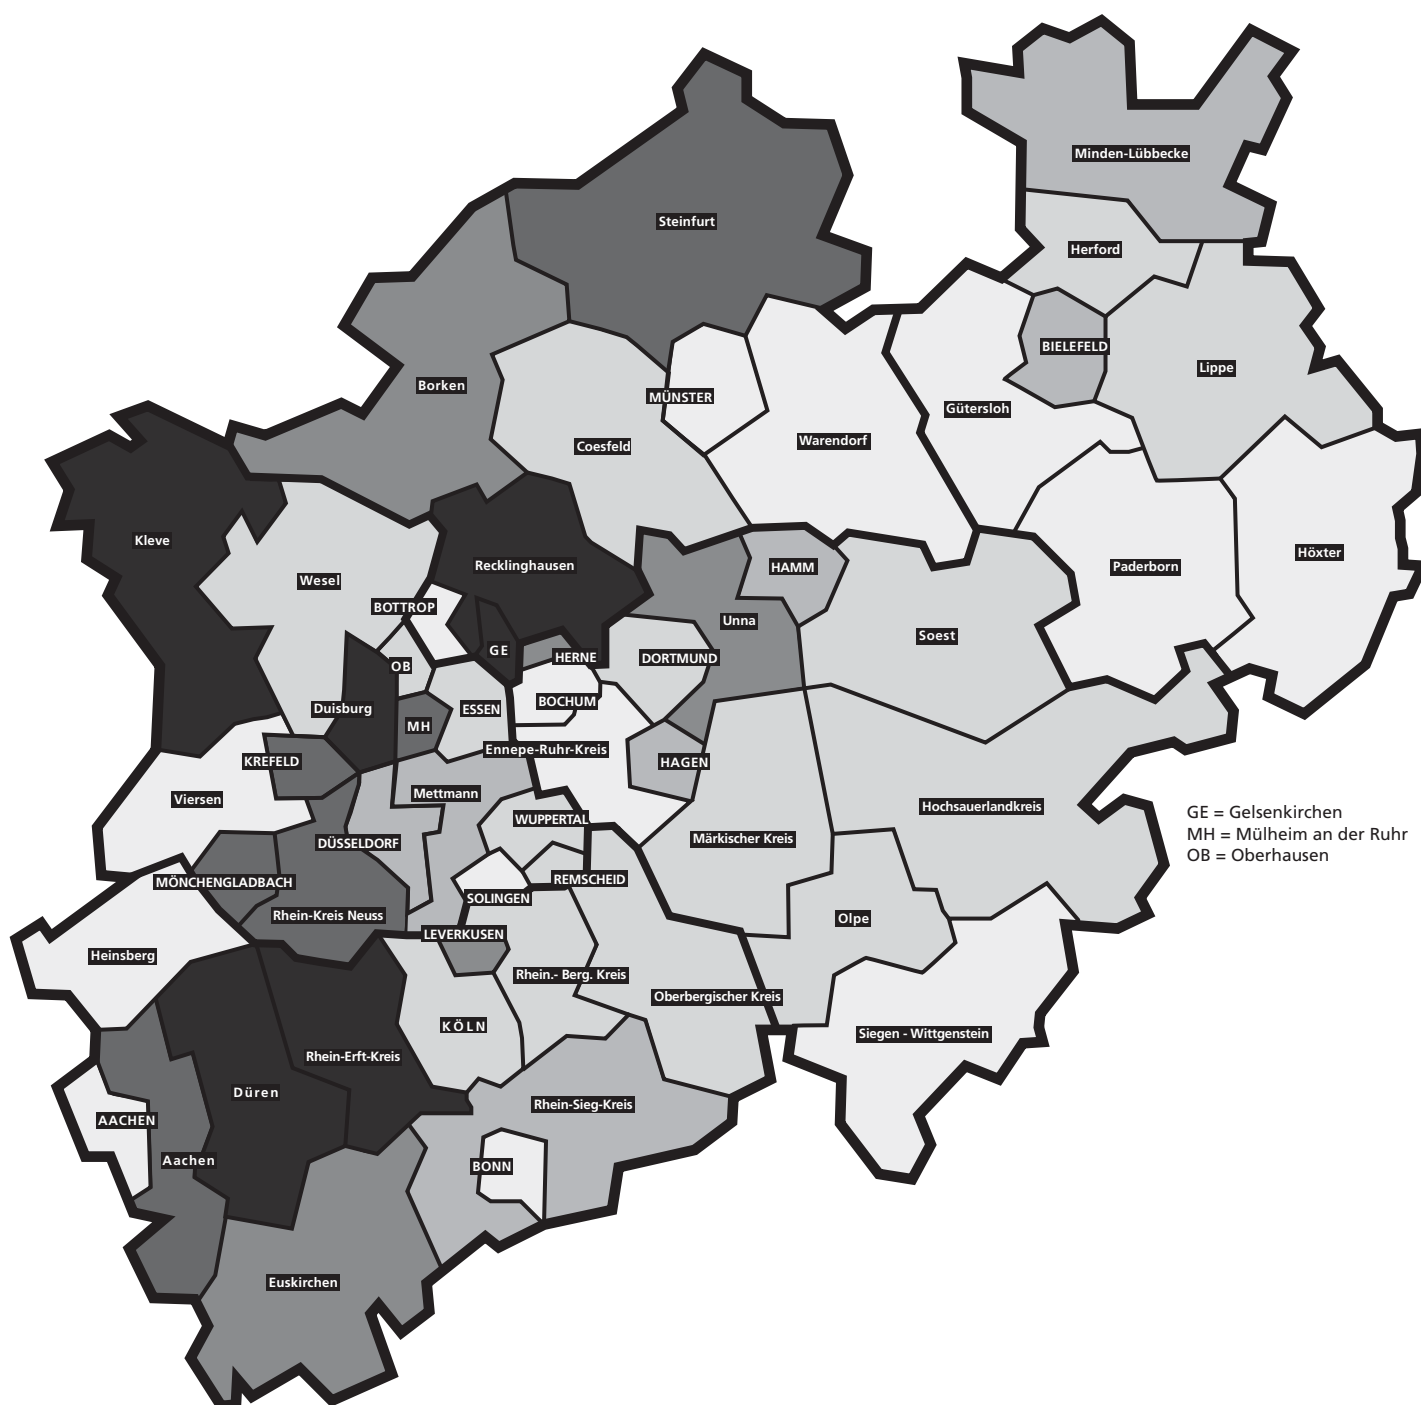 Minden-Lübbecke
Steinfurt
Herford
BIELEFELD
Lippe
Borken
MÜNSTER
Gütersloh
Coesfeld
Warendorf
Kleve
Höxter
Recklinghausen
HAMM
Paderborn
Wesel
BOTTROP
Unna
Soest
GE
HERNE
DORTMUND
OB
BOCHUM
Duisburg
ESSEN
MH
Ennepe-Ruhr-Kreis
KREFELD
HAGEN
Mettmann
Viersen
Hochsauerlandkreis
GE = Gelsenkirchen
MH = Mülheim an der Ruhr
OB = Oberhausen
WUPPERTAL
Märkischer Kreis
DÜSSELDORF
MÖNCHENGLADBACH
REMSCHEID
SOLINGEN
Rhein-Kreis Neuss
Olpe
LEVERKUSEN
Heinsberg
Rhein.- Berg. Kreis
Oberbergischer Kreis
KÖLN
Siegen - Wittgenstein
Rhein-Erft-Kreis
Düren
Rhein-Sieg-Kreis
AACHEN
Aachen
BONN
Euskirchen